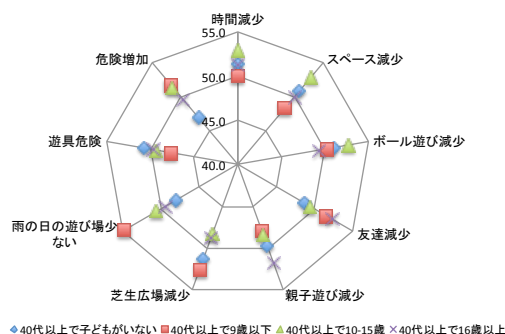 時間減少
55.0
危険増加
スペース減少
50.0
45.0
遊具危険
ボール遊び減少
40.0
雨の日の遊び場少
ない
友達減少
芝生広場減少
親子遊び減少
40代以上で子どもがいない 40代以上で9歳以下 40代以上で10-15歳 40代以上で16歳以上